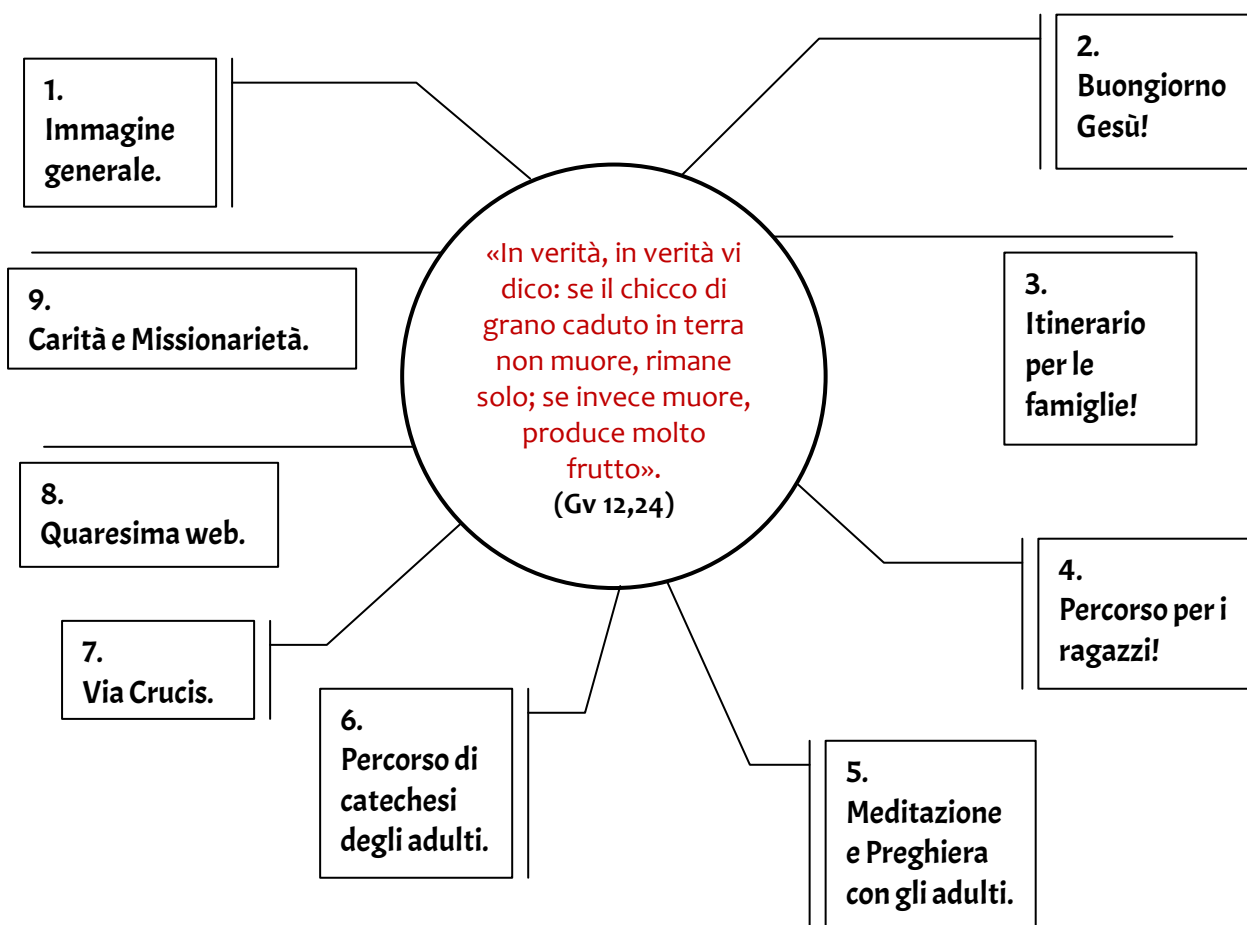 1.
Immagine
generale.
2.
Buongiorno
Gesù!
«In verità, in verità vi
dico: se il chicco di
grano caduto in terra
non muore, rimane
solo; se invece muore,
produce molto
frutto».
(Gv 12,24)
3.
Itinerario
per le
famiglie!
4.
Percorso per i
ragazzi!
5.
Meditazione
e Preghiera
con gli adulti.
6.
Percorso di
catechesi
degli adulti.
7.
Via Crucis.
8.
Quaresima web.
9.
Carità e Missionarietà.